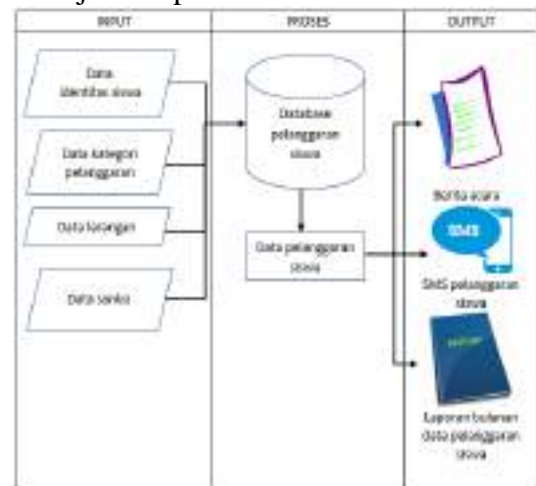 INPUT
PROSES
OUTPUT
Data
identitas siswa
Data kategori
pelanggaran
Data larangan
Data sanksi
Database
pelanggaran
siswa
Data pelanggaran
siswa
Berita acara
SMS
SMS pelanggaran
siswa
Laporan bulanan
data pelanggaran
siswa